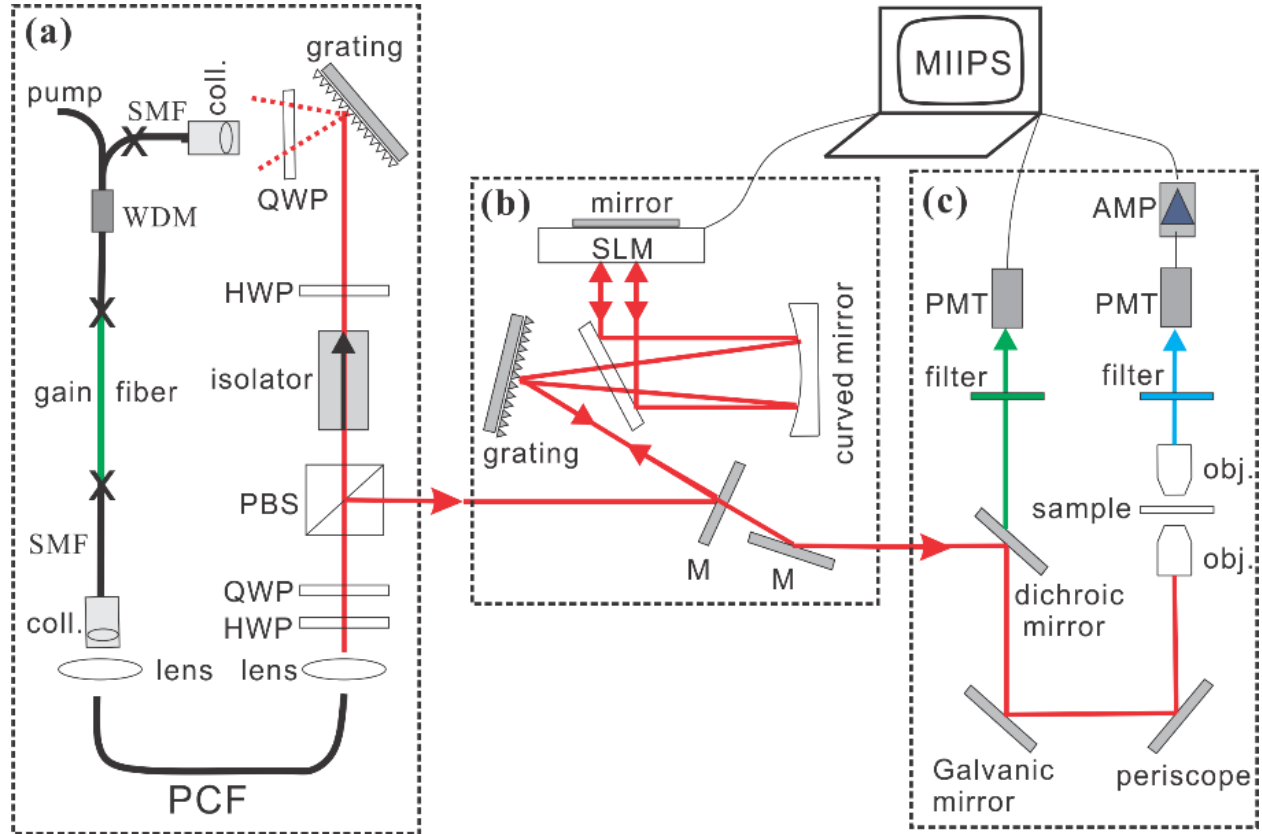 (a)
grating
pump
SMF
coll.
QWP
WDM
HWP
gain fiber
isolator
PBS
SMF
QWP
HWP
coll.
lens
lens
PCF
MIIPS
(b)
mirror
SLM
curved mirror
grating
M
M
(c)
AMP
PMT
PMT
filter
filter
obj.
sample
obj.
dichroic
mirror
Galvanic
mirror
periscope